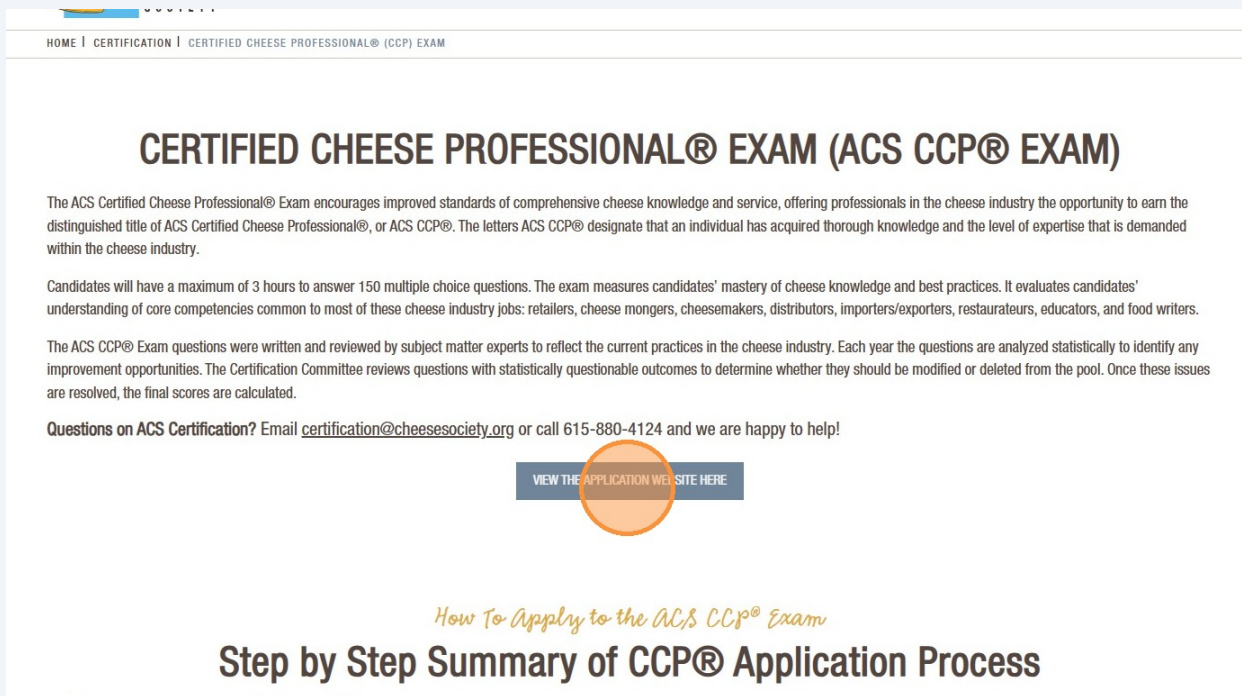 HOME | CERTIFICATION | CERTIFIED CHEESE PROFESSIONAL® (CCP) EXAM
CERTIFIED CHEESE PROFESSIONAL® EXAM (ACS CCP® EXAM)
The ACS Certified Cheese Professional® Exam encourages improved standards of comprehensive cheese knowledge and service, offering professionals in the cheese industry the opportunity to earn the
distinguished title of ACS Certified Cheese Professional®, or ACS CCP®. The letters ACS CCP® designate that an individual has acquired thorough knowledge and the level of expertise that is demanded
within the cheese industry.
Candidates will have a maximum of 3 hours to answer 150 multiple choice questions. The exam measures candidates’ mastery of cheese knowledge and best practices. It evaluates candidates’
understanding of core competencies common to most of these cheese industry jobs: retailers, cheese mongers, cheesemakers, distributors, importers/exporters, restaurateurs, educators, and food writers.
The ACS CCP® Exam questions were written and reviewed by subject matter experts to reflect the current practices in the cheese industry. Each year the questions are analyzed statistically to identify any
improvement opportunities. The Certification Committee reviews questions with statistically questionable outcomes to determine whether they should be modified or deleted from the pool. Once these issues
are resolved, the final scores are calculated.
Questions on ACS Certification? Email certification@cheesesociety.org or call 615-880-4124 and we are happy to help!
VIEW THE APPLICATION WEBSITE HERE
How To Apply to the ACS CCP® Exam
Step by Step Summary of CCP® Application Process